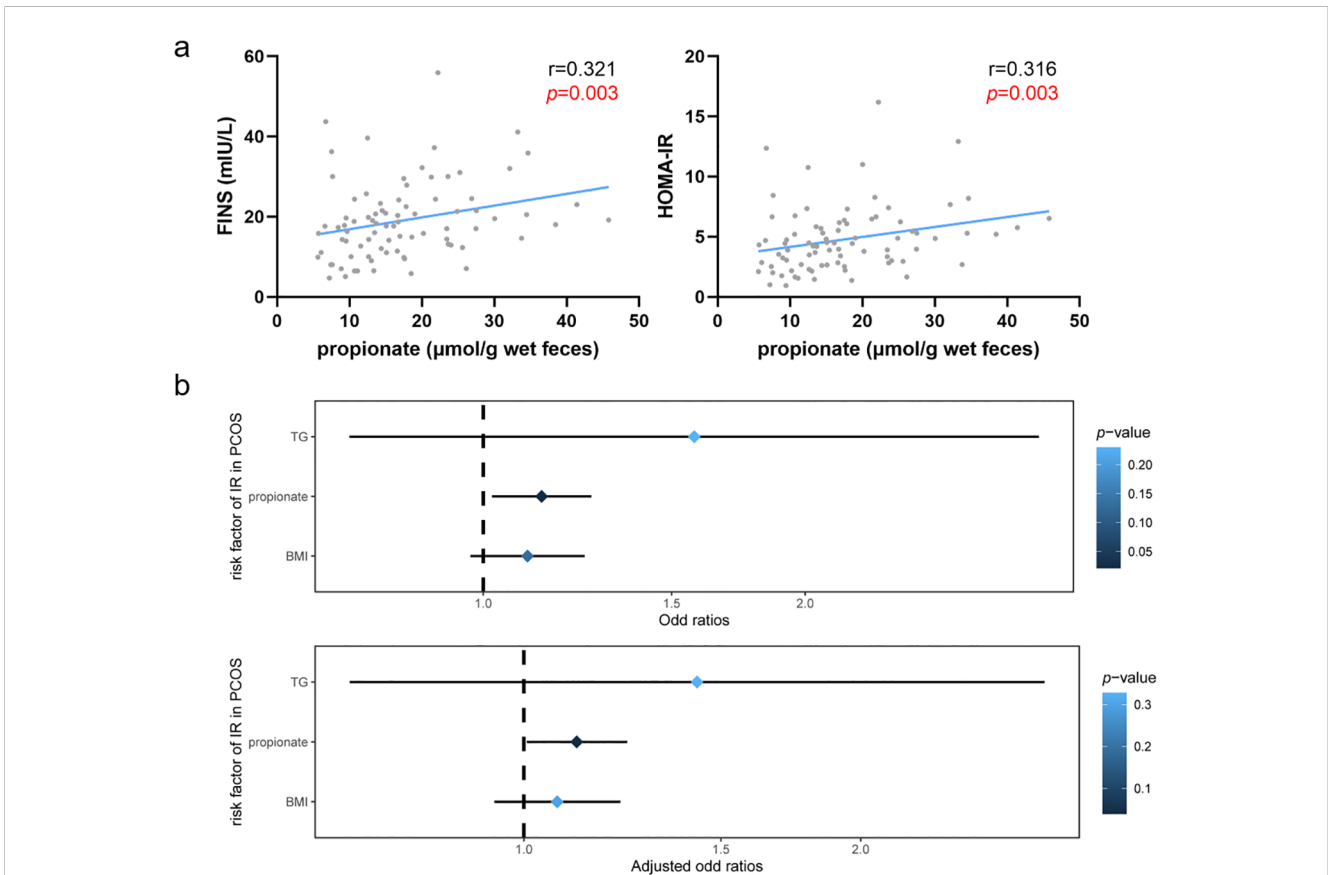 a
60
40
20
0
FINS (mIU/L)
r=0.321
p=0.003
0 10 20 30 40 50
propionate (μmol/g wet feces)
20
15
10
5
0
HOMA-IR
r=0.316
p=0.003
0 10 20 30 40 50
propionate (μmol/g wet feces)
b
risk factor of IR in PCOS
TG
propionate
BMI
1.0 1.5 2.0
Odd ratios
p-value
0.20
0.15
0.10
0.05
risk factor of IR in PCOS
TG
propionate
BMI
1.0 1.5 2.0
Adjusted odd ratios
p-value
0.3
0.2
0.1